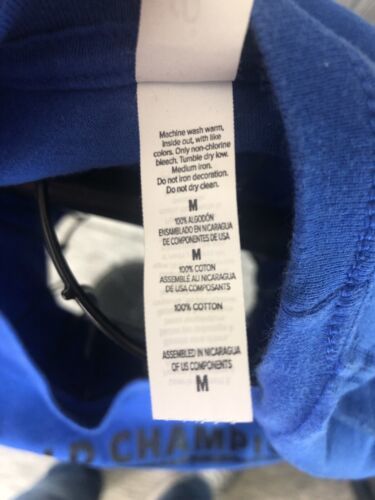 Machine wash warm,
Inside out, with like
colors. Only non-chlorine
bleech. Tumble dry low.
Medium iron.
Do not iron decoration.
Do not dry clean.
M
100% ALGODÓN
ENSAMBLADO EN NICARAGUA
DE COMPONENTES DE USA
M
100% COTON
ASSEMBLÉ AU NICARAGUA
DE USA COMPOSANTS
100% COTTON
ASSEMBLED IN NICARAGUA
OF US COMPONENTS
M